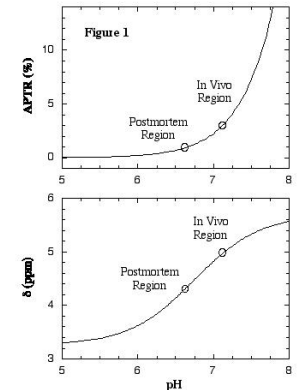 Figure 1
APTR (%)
10
5
0
In Vivo
Region
Postmortem
Region
5 6 7 8
δ (ppm)
6
5
4
3
In Vivo
Region
Postmortem
Region
5 6 7 8
pH